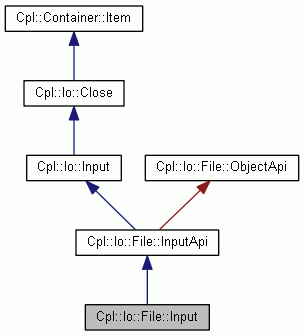 Cpl::Container::Item
Cpl::Io::Close
Cpl::Io::Input
Cpl::Io::File::ObjectApi
Cpl::Io::File::InputApi
Cpl::Io::File::Input